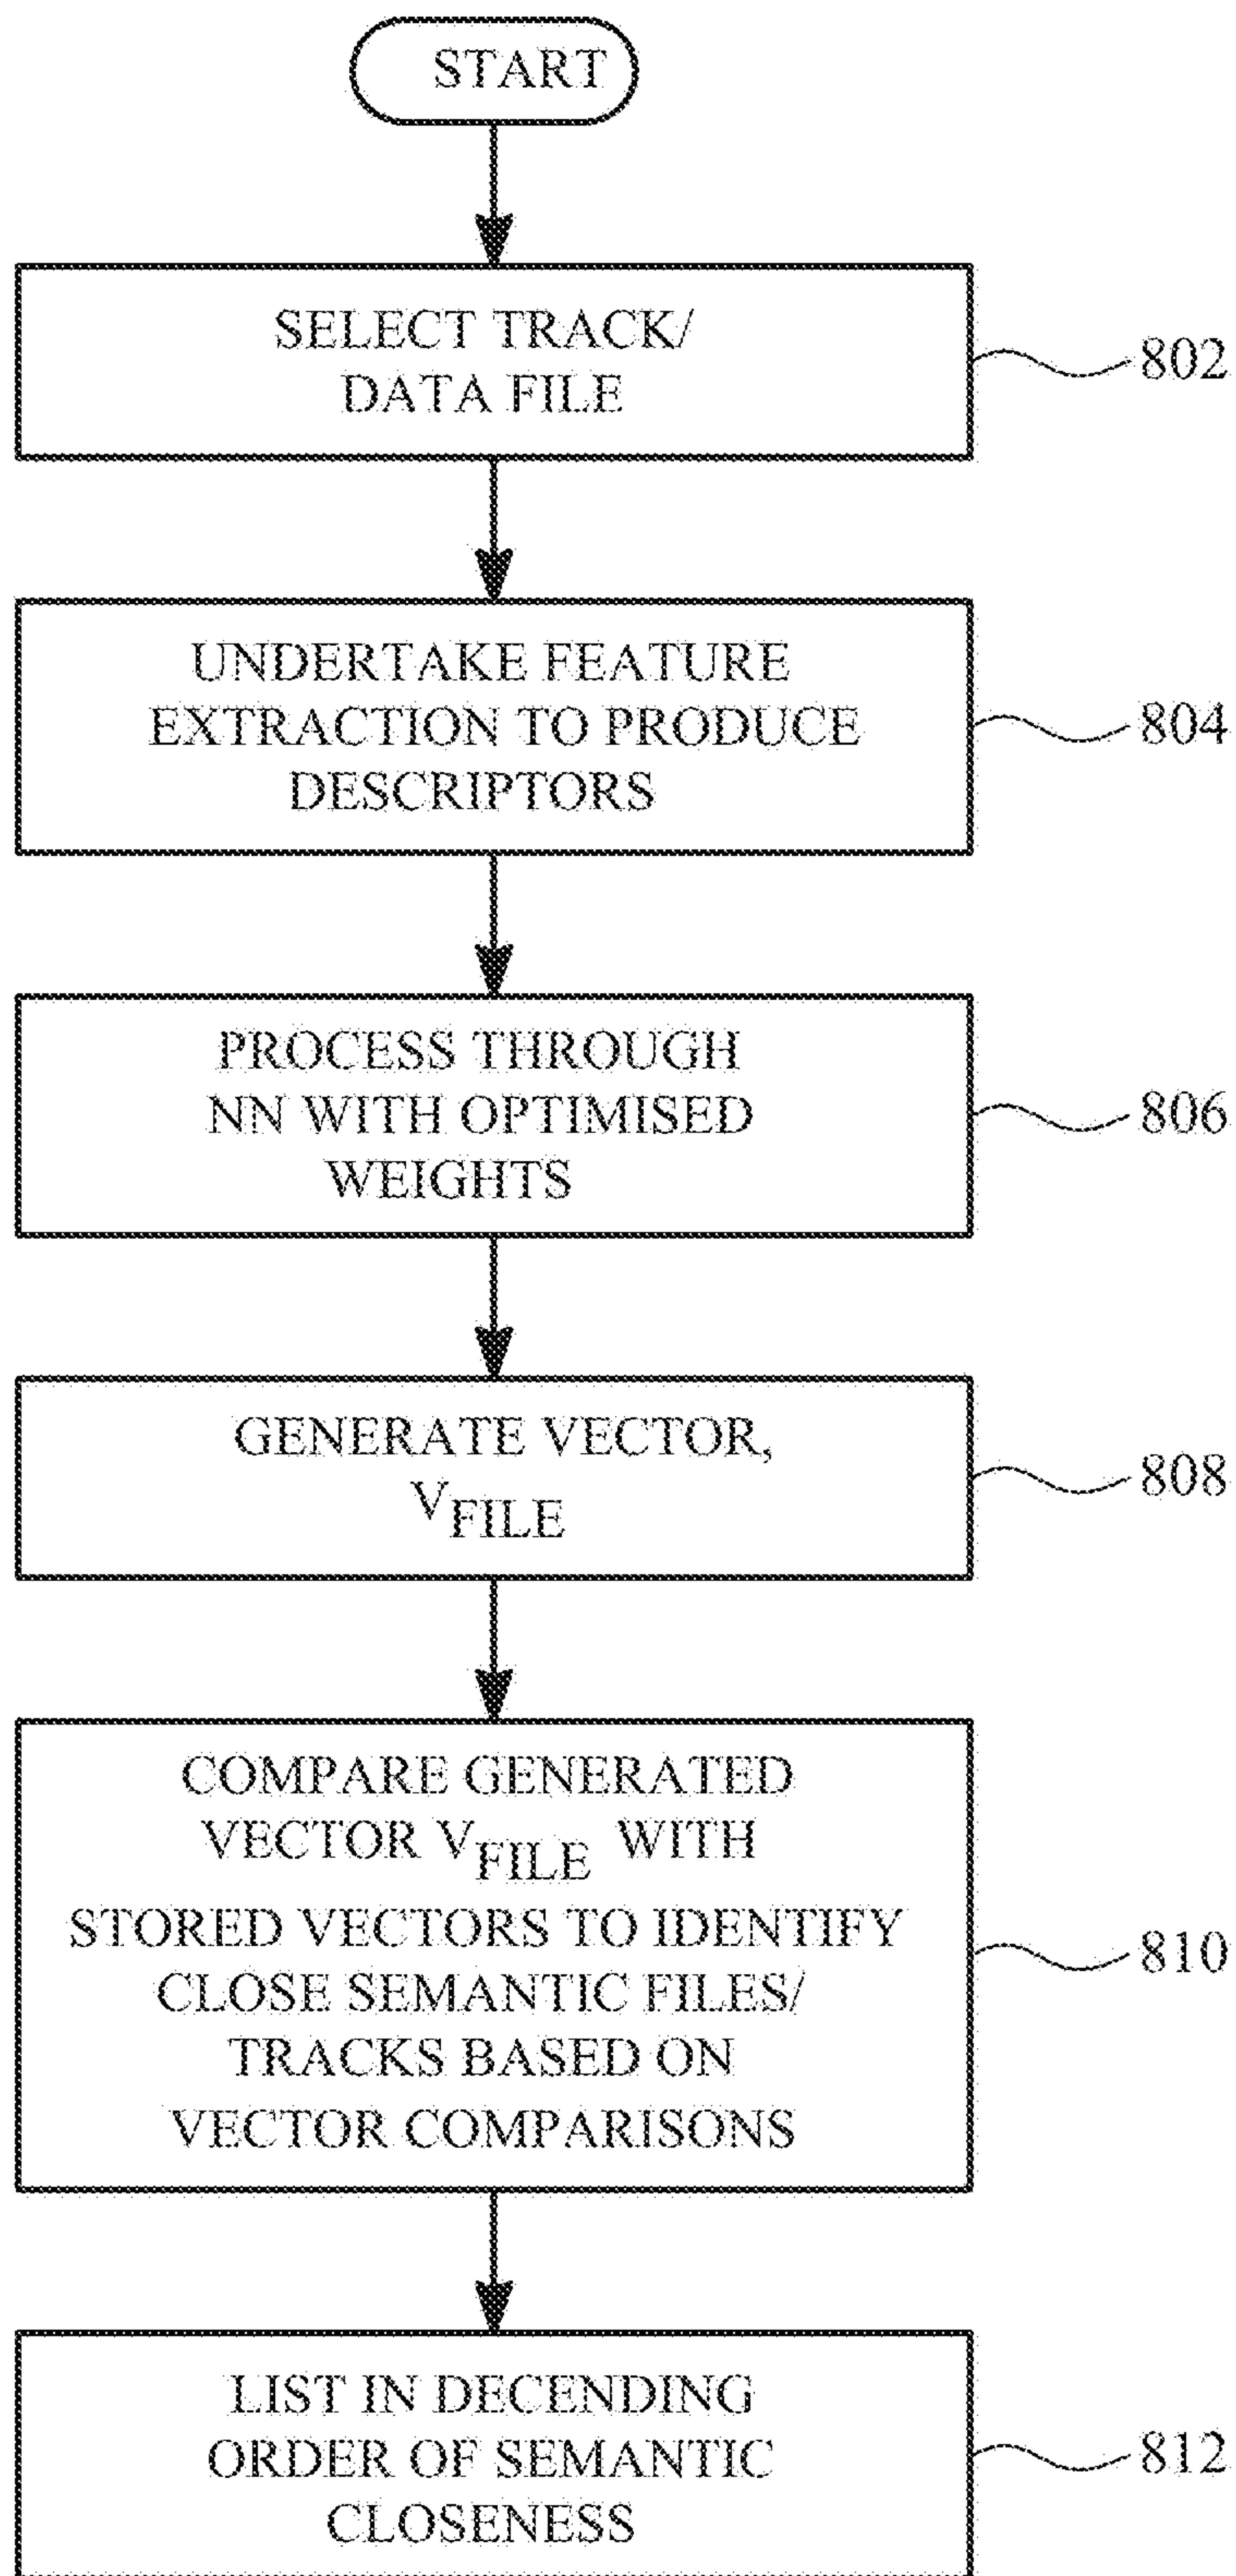 START
SELECT TRACK/
DATA FILE
802
UNDERTAKE FEATURE
EXTRACTION TO PRODUCE
DESCRIPTORS
804
PROCESS THROUGH
NN WITH OPTIMISED
WEIGHTS
806
GENERATE VECTOR,
VFILE
808
COMPARE GENERATED
VECTOR VFILE WITH
STORED VECTORS TO IDENTIFY
CLOSE SEMANTIC FILES/
TRACKS BASED ON
VECTOR COMPARISONS
810
LIST IN DECENDING
ORDER OF SEMANTIC
CLOSENESS
812